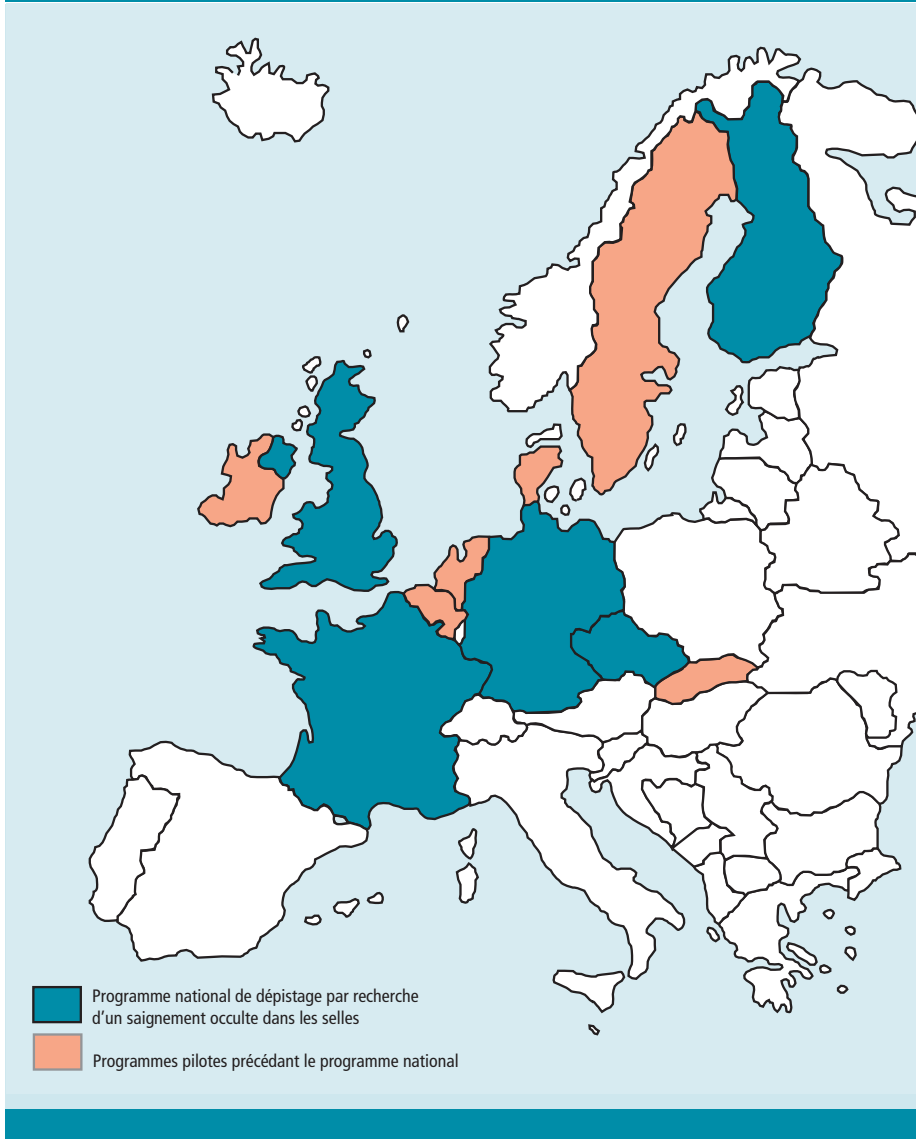 Programme national de dépistage par recherche
d'un saignement occulte dans les selles
Programmes pilotes précédant le programme national